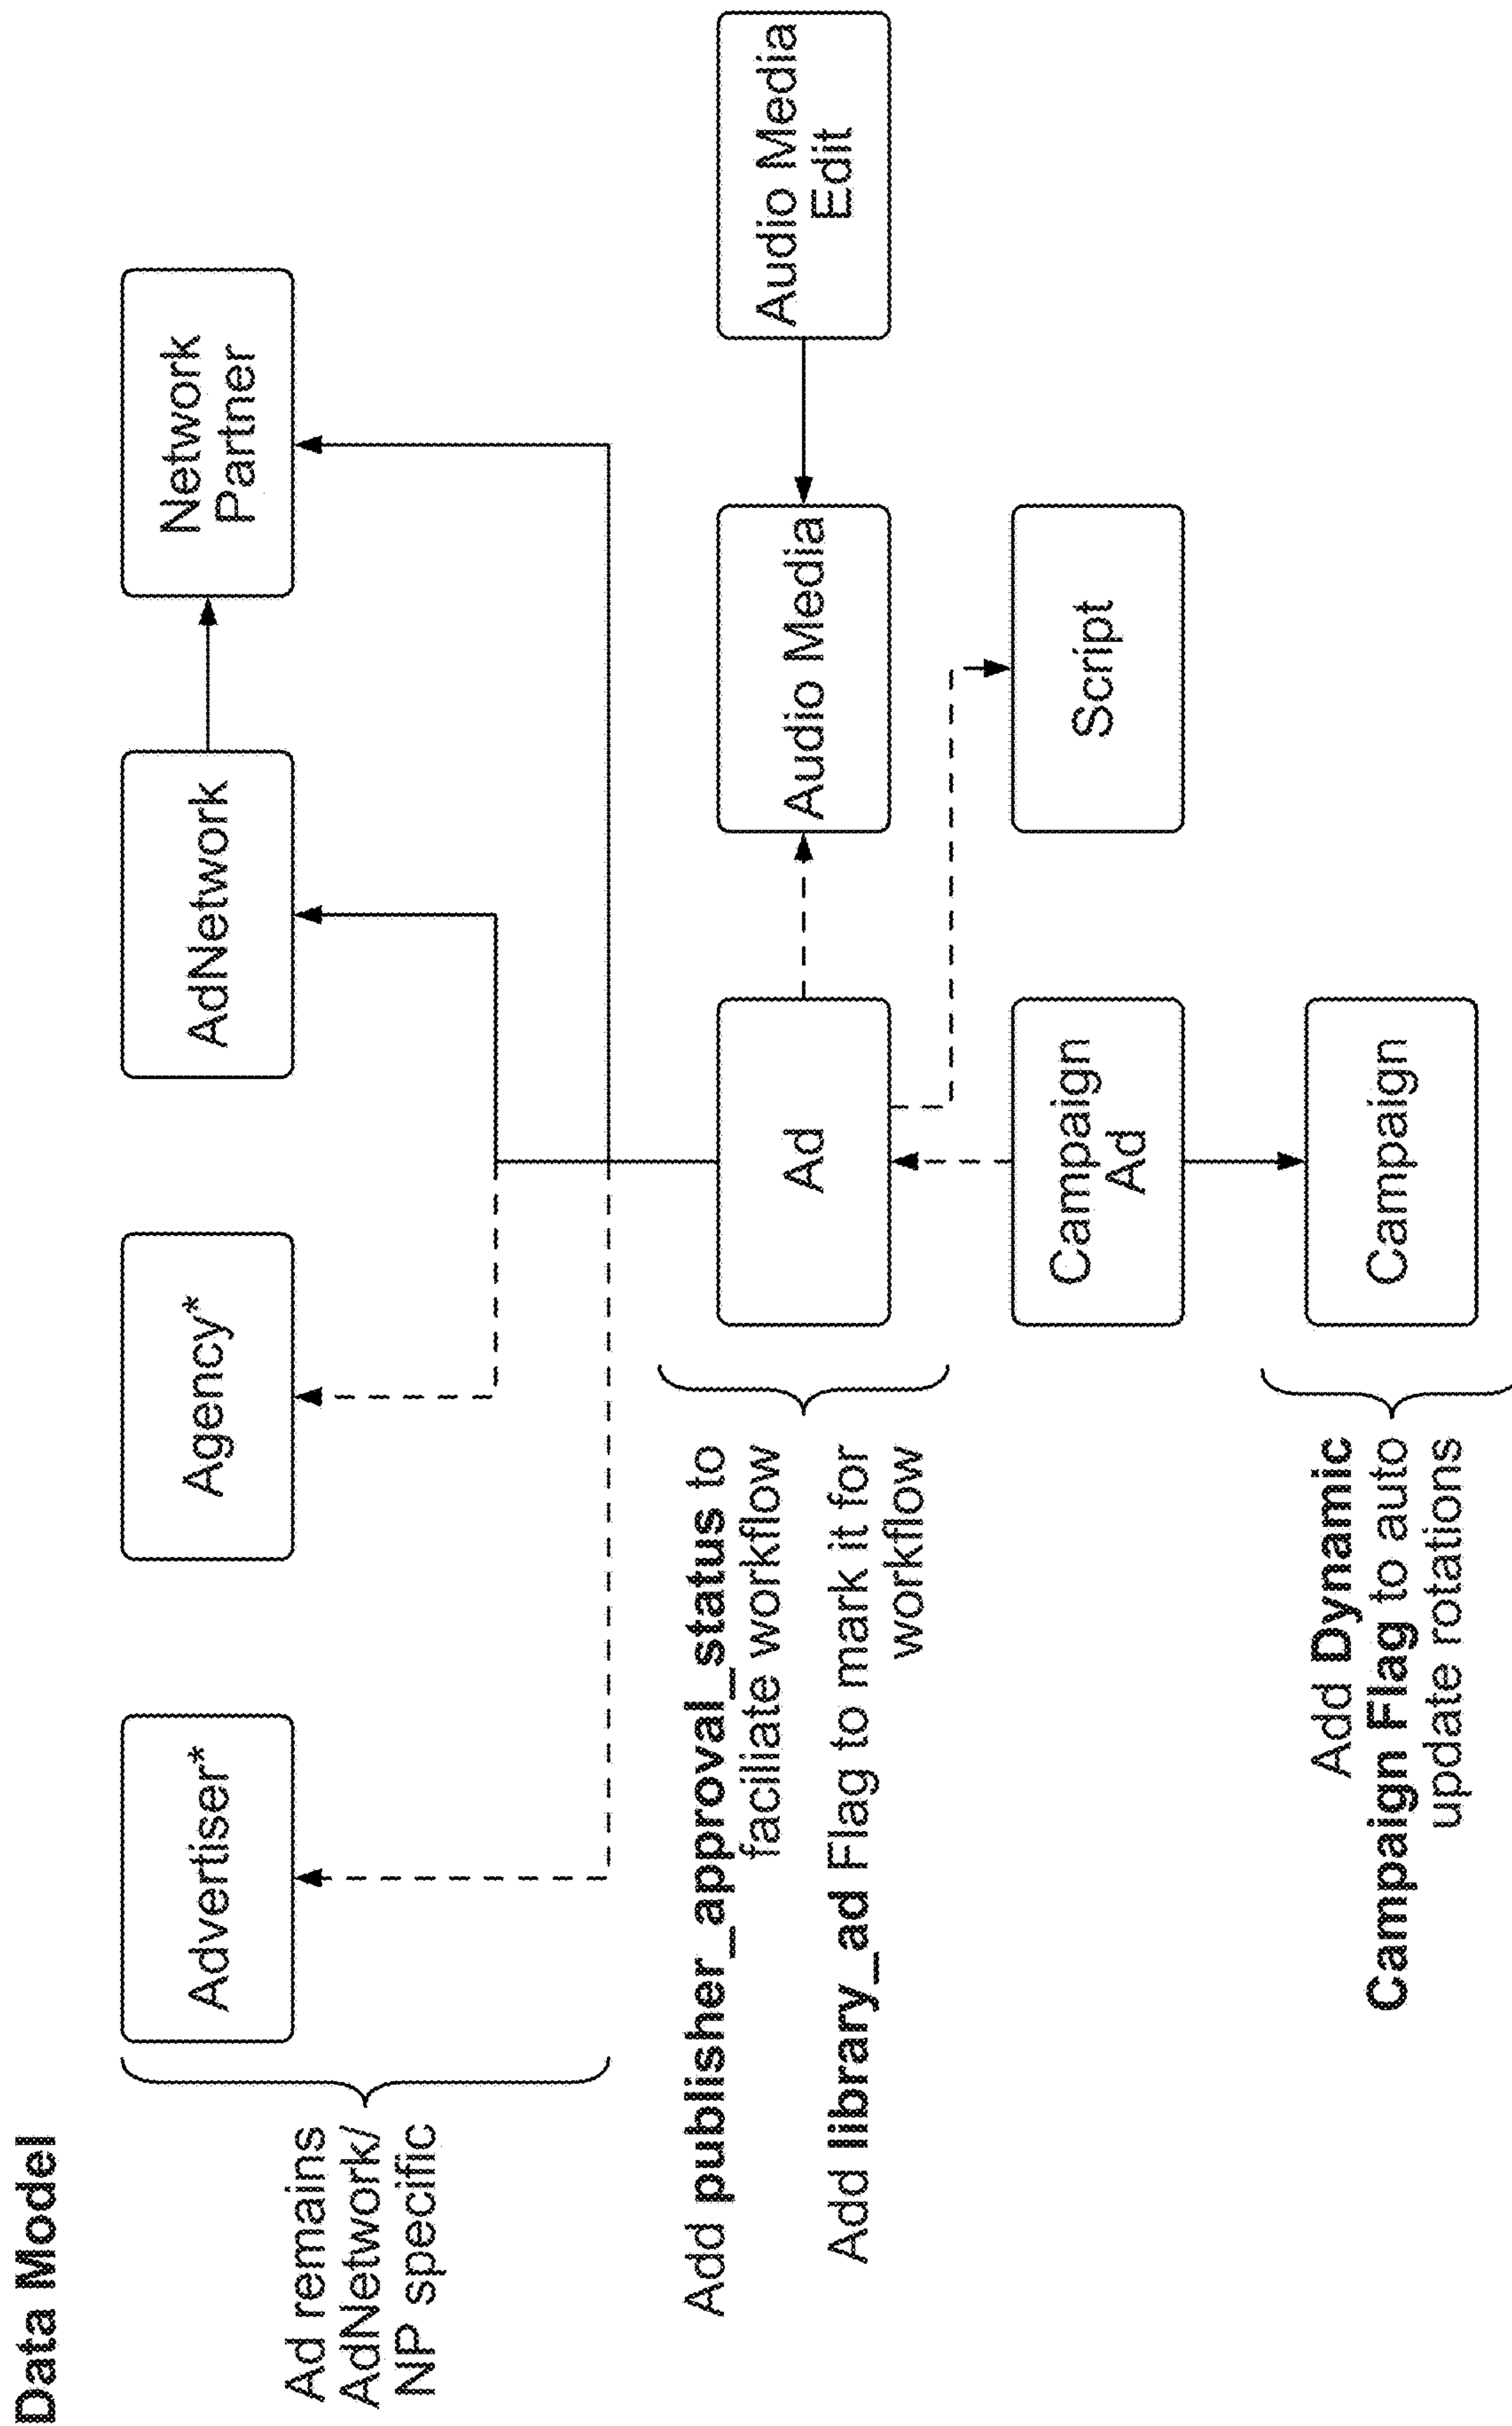 Data Model
Ad remains
AdNetwork/
NP specific
Advertiser*
Agency*
AdNetwork
Network
Partner
Add publisher_approval_status to
faciliate workflow
Add library_ad Flag to mark it for
workflow
Ad
Audio Media
Audio Media
Edit
Campaign
Ad
Script
Add Dynamic
Campaign Flag to auto
update rotations
Campaign